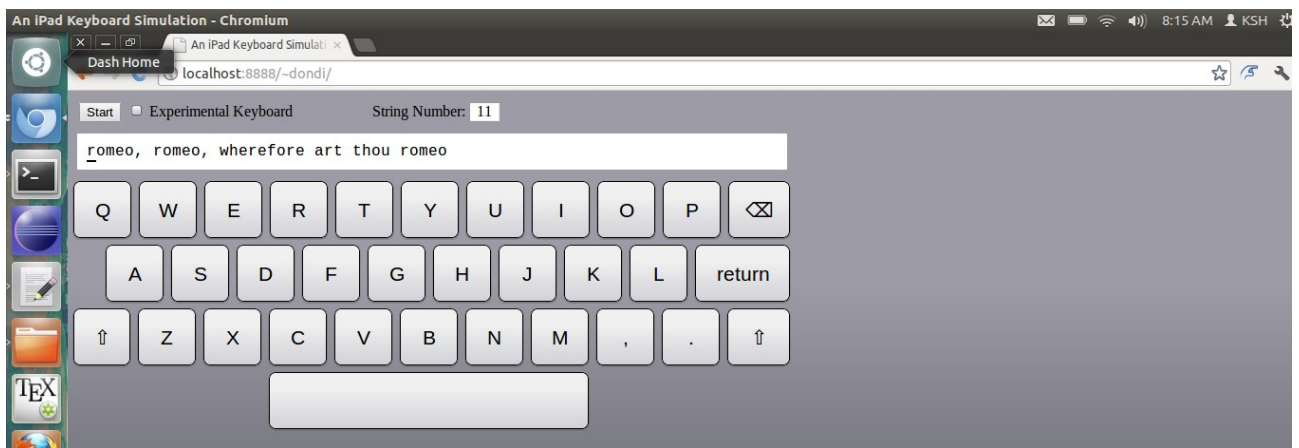 An iPad Keyboard Simulation - Chromium 8:15 AM KSH
An iPad Keyboard Simulati
Dash Home
localhost:8888/~dondi/
Start Experimental Keyboard String Number: 11
romeo, romeo, wherefore art thou romeo
Q W E R T Y U I O P ⌫
A S D F G H J K L return
⇧ Z X C V B N M , . ⇧
TEX